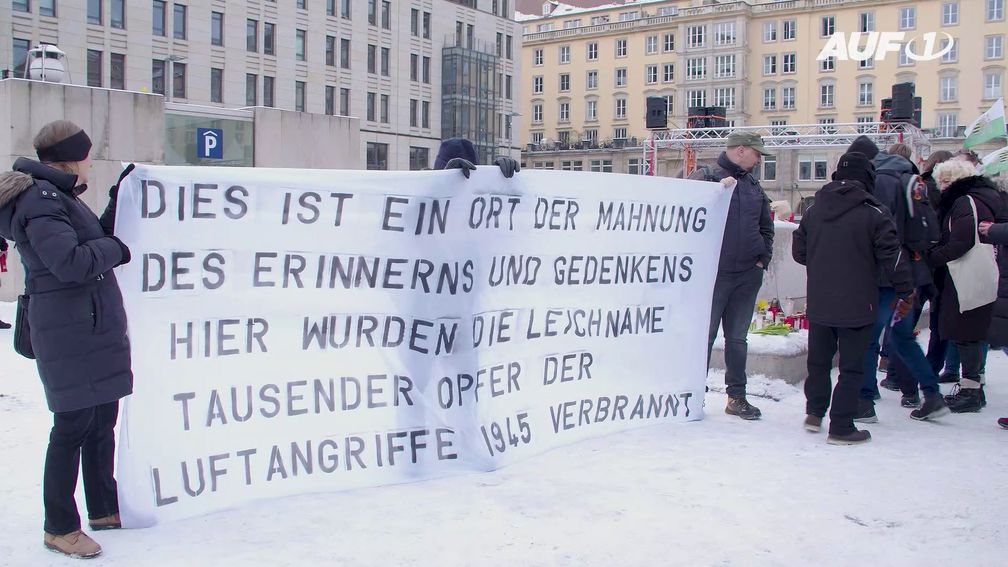 AUF1
P
DIES IST EIN ORT DER MAHNUNG
DES ERINNERNS UND GEDENKENS
HIER WURDEN DIE LEICHNAME
TAUSENDER OPFER DER
LUFTANGRIFFE 1945 VERBRANNT